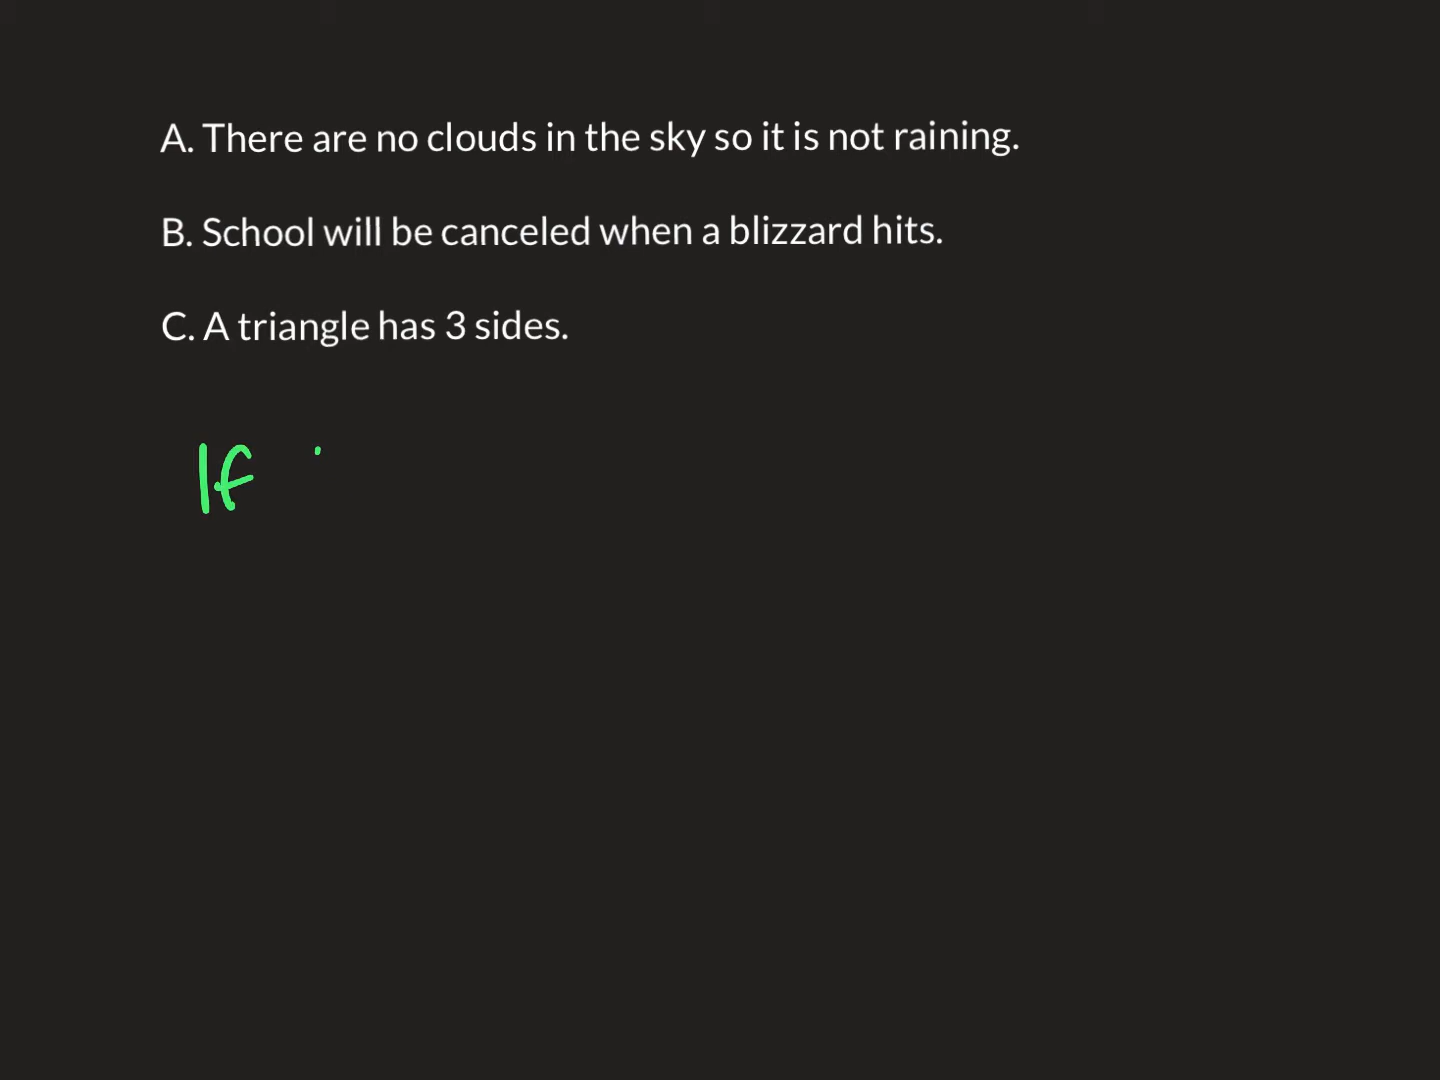 A. There are no clouds in the sky so it is not raining.
B. School will be canceled when a blizzard hits.
C. A triangle has 3 sides.
If